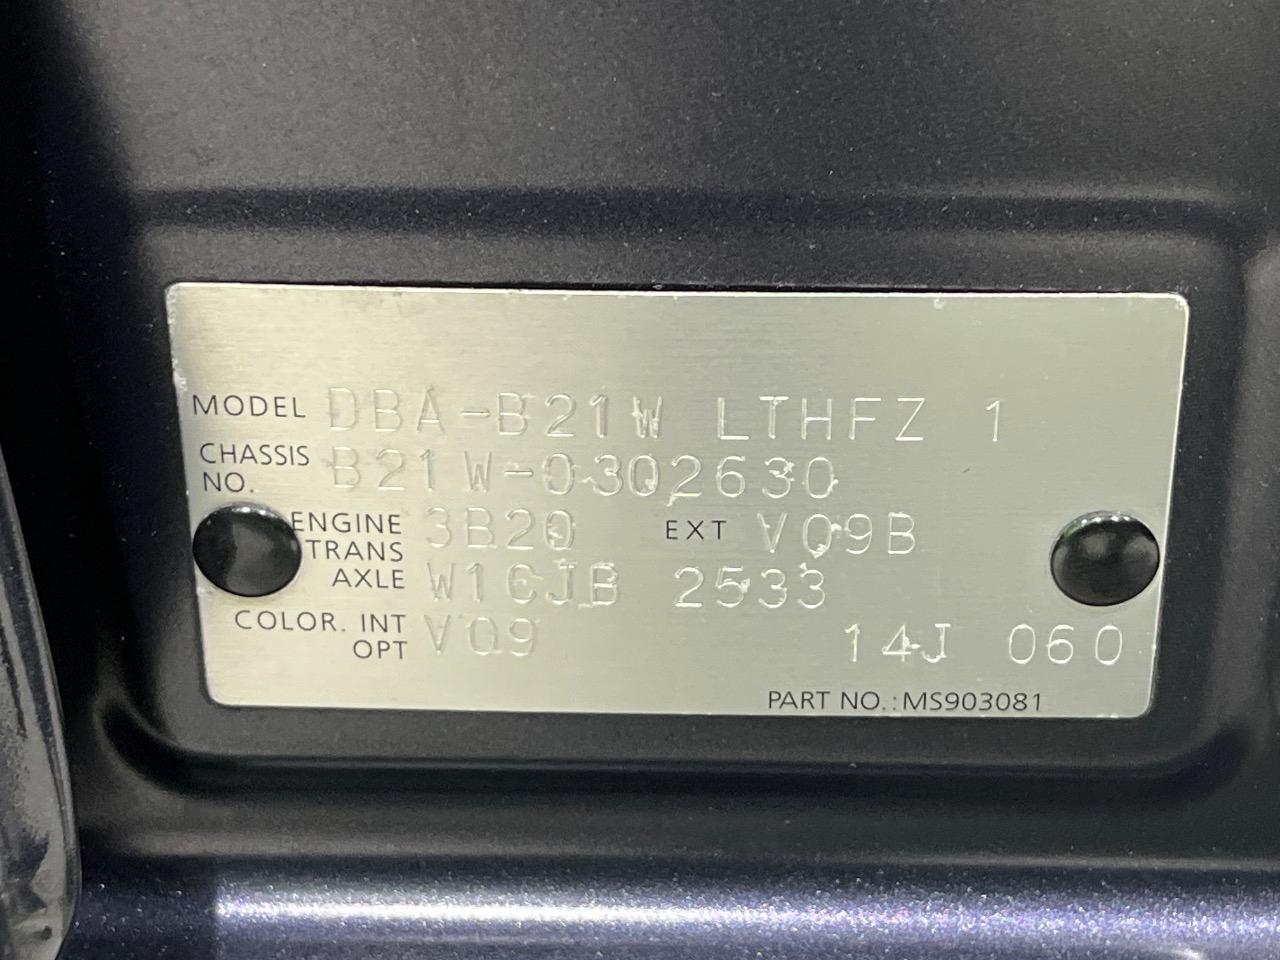 MODEL DBA-B21W LTHFZ 1
CHASSIS NO. B21W-0302630
ENGINE 3B20 EXT V09B
TRANS AXLE W1CJB 2533
COLOR. INT OPT V09 14J 060
PART NO.:MS903081